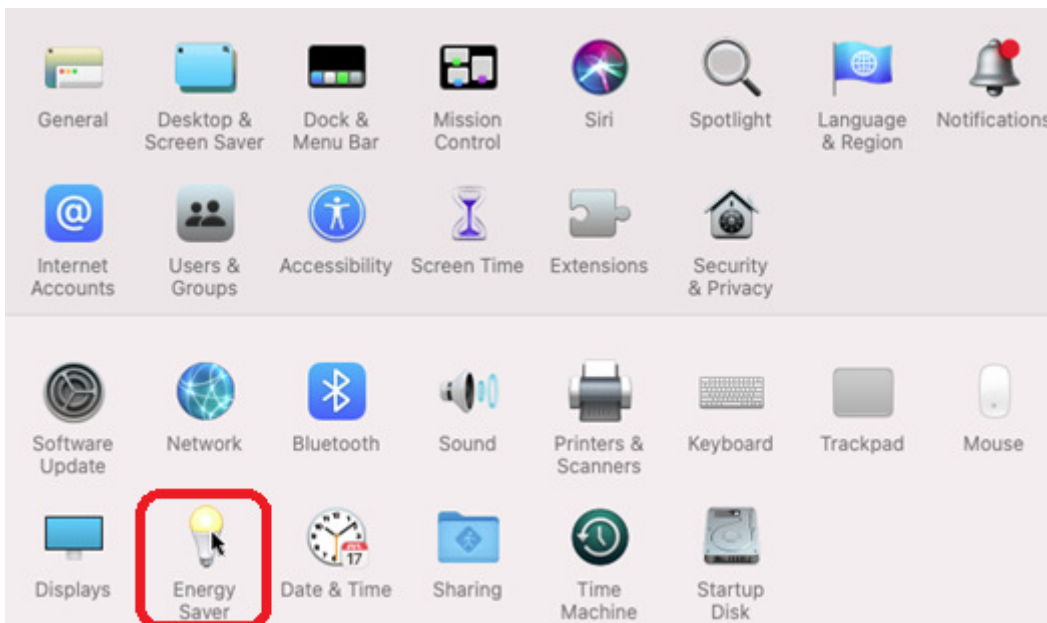 General
Desktop &
Screen Saver
Dock &
Menu Bar
Mission
Control
Siri
Spotlight
Language
& Region
Notifications
@
Internet
Accounts
Users &
Groups
Accessibility
Screen Time
Extensions
Security
& Privacy
Software
Update
Network
Bluetooth
Sound
Printers &
Scanners
Keyboard
Trackpad
Mouse
Displays
Energy
Saver
JUL
17
Date & Time
Sharing
Time
Machine
Startup
Disk